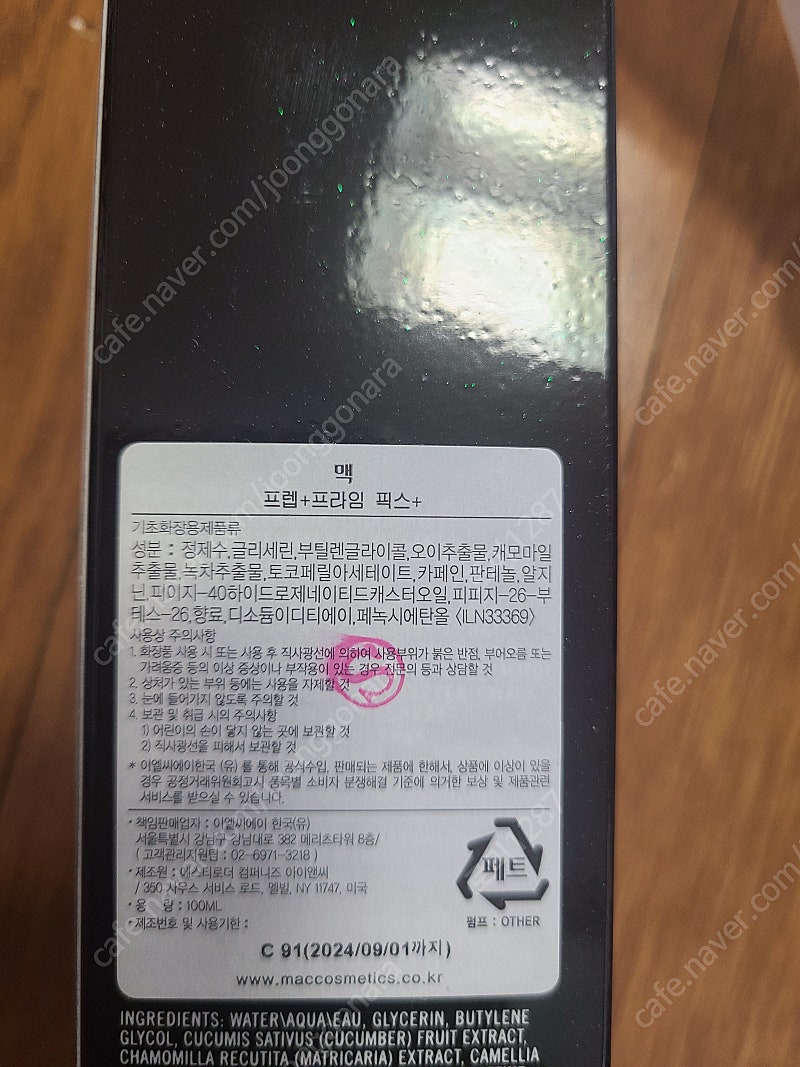 맥
프렙+프라임 픽스+
기초화장용제품류
성분 : 정제수,글리세린,부틸렌글라이콜,오이추출물,캐모마일
추출물,녹차추출물,토코페릴아세테이트,카페인,판테놀,알지
닌,피이지-40하이드로제네이티드캐스터오일,피피지-26-부
테스-26,향료,디소듐이디티에이,페녹시에탄올 <ILN33369>
사용상 주의사항
1. 화장품 사용 시 또는 사용 후 직사광선에 의하여 사용부위가 붉은 반점, 부어오름 또는
가려움증 등의 이상 증상이나 부작용이 있는 경우 전문의 등과 상담할 것
2. 상처가 있는 부위 등에는 사용을 자제할 것
3. 눈에 들어가지 않도록 주의할 것
4. 보관 및 취급 시의 주의사항
1) 어린이의 손이 닿지 않는 곳에 보관할 것
2) 직사광선을 피해서 보관할 것
* 이엘씨에이한국 (유) 를 통해 공식수입, 판매되는 제품에 한해서, 상품에 이상이 있을
경우 공정거래위원회고시 품목별 소비자 분쟁해결 기준에 의거한 보상 및 제품관련
서비스를 받으실 수 있습니다.
• 책임판매업자 : 이엘씨에이 한국(유)
서울특별시 강남구 강남대로 382 메리츠타워 8층/
( 고객관리지원팀 : 02-6971-3218 )
• 제조원 : 에스티로더 컴퍼니즈 아이앤씨
/ 350 사우스 서비스 로드, 멜빌, NY 11747, 미국
• 용 량 : 100ML
• 제조번호 및 사용기한 :
페트
펌프 : OTHER
C 91(2024/09/01까지)
www.maccosmetics.co.kr
INGREDIENTS: WATER\AQUA\EAU, GLYCERIN, BUTYLENE
GLYCOL, CUCUMIS SATIVUS (CUCUMBER) FRUIT EXTRACT,
CHAMOMILLA RECUTITA (MATRICARIA) EXTRACT, CAMELLIA
cafe.naver.com/joonggonara